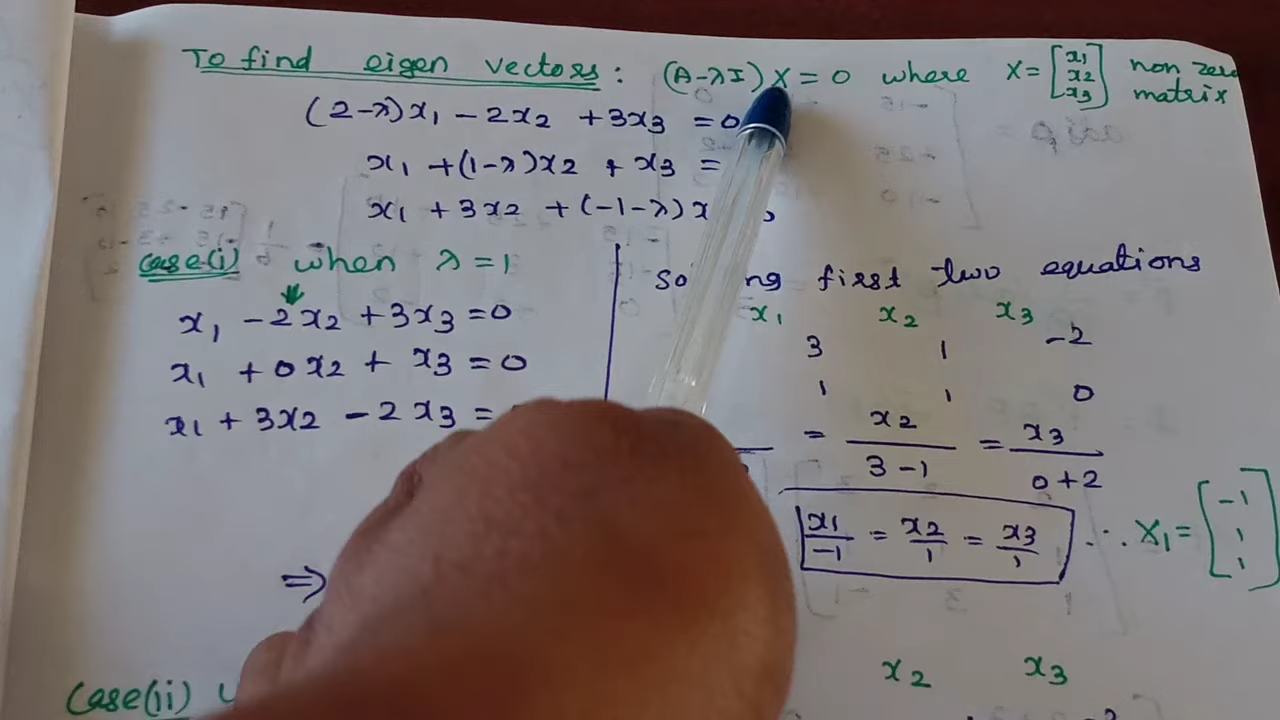 To find eigen vectors : (A-λI)X = 0 where X = [x1 x2 x3] non zero matrix
(2-λ)x1 - 2x2 + 3x3 = 0
x1 + (1-λ)x2 + x3 =
x1 + 3x2 + (-1-λ)x
case(i) when λ = 1
x1 - 2x2 + 3x3 = 0
x1 + 0x2 + x3 = 0
x1 + 3x2 - 2x3 =
So ng first two equations
x1 x2 x3
3 1 -2
1 1 0
= x2/3-1 = x3/0+2
x1/-1 = x2/1 = x3/1 ∴ X1 = [-1 1 1]
⇒
Case(ii)
x2 x3